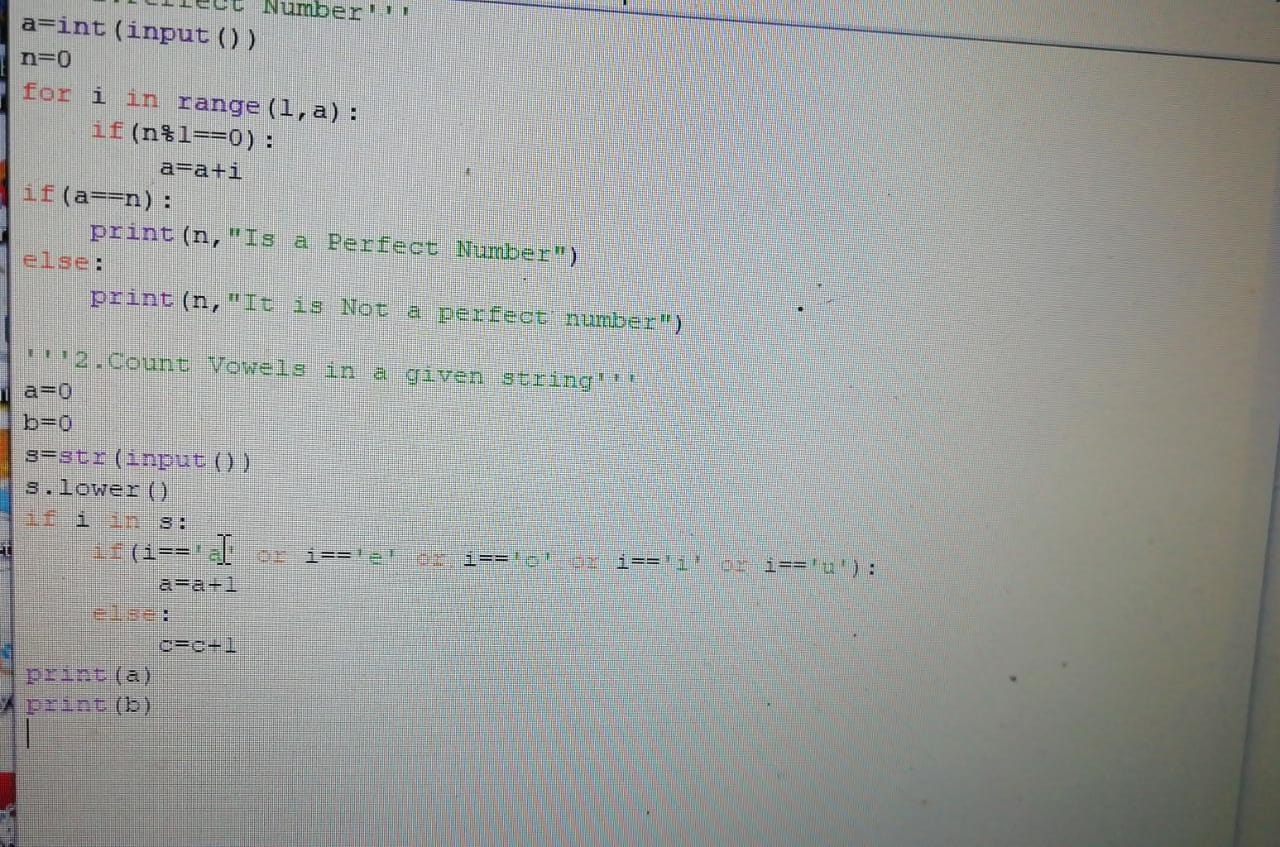 Number'''
a=int(input())
n=0
for i in range(1,a):
    if(n%1==0):
        a=a+i
if(a==n):
    print(n,"Is a Perfect Number")
else:
    print(n,"It is Not a perfect number")

'''2.Count Vowels in a given string'''
a=0
b=0
s=str(input())
s.lower()
if i in s:
    if(i=='a' or i=='e' or i=='o' or i=='i' or i=='u'):
        a=a+1
    else:
        c=c+1
print(a)
print(b)